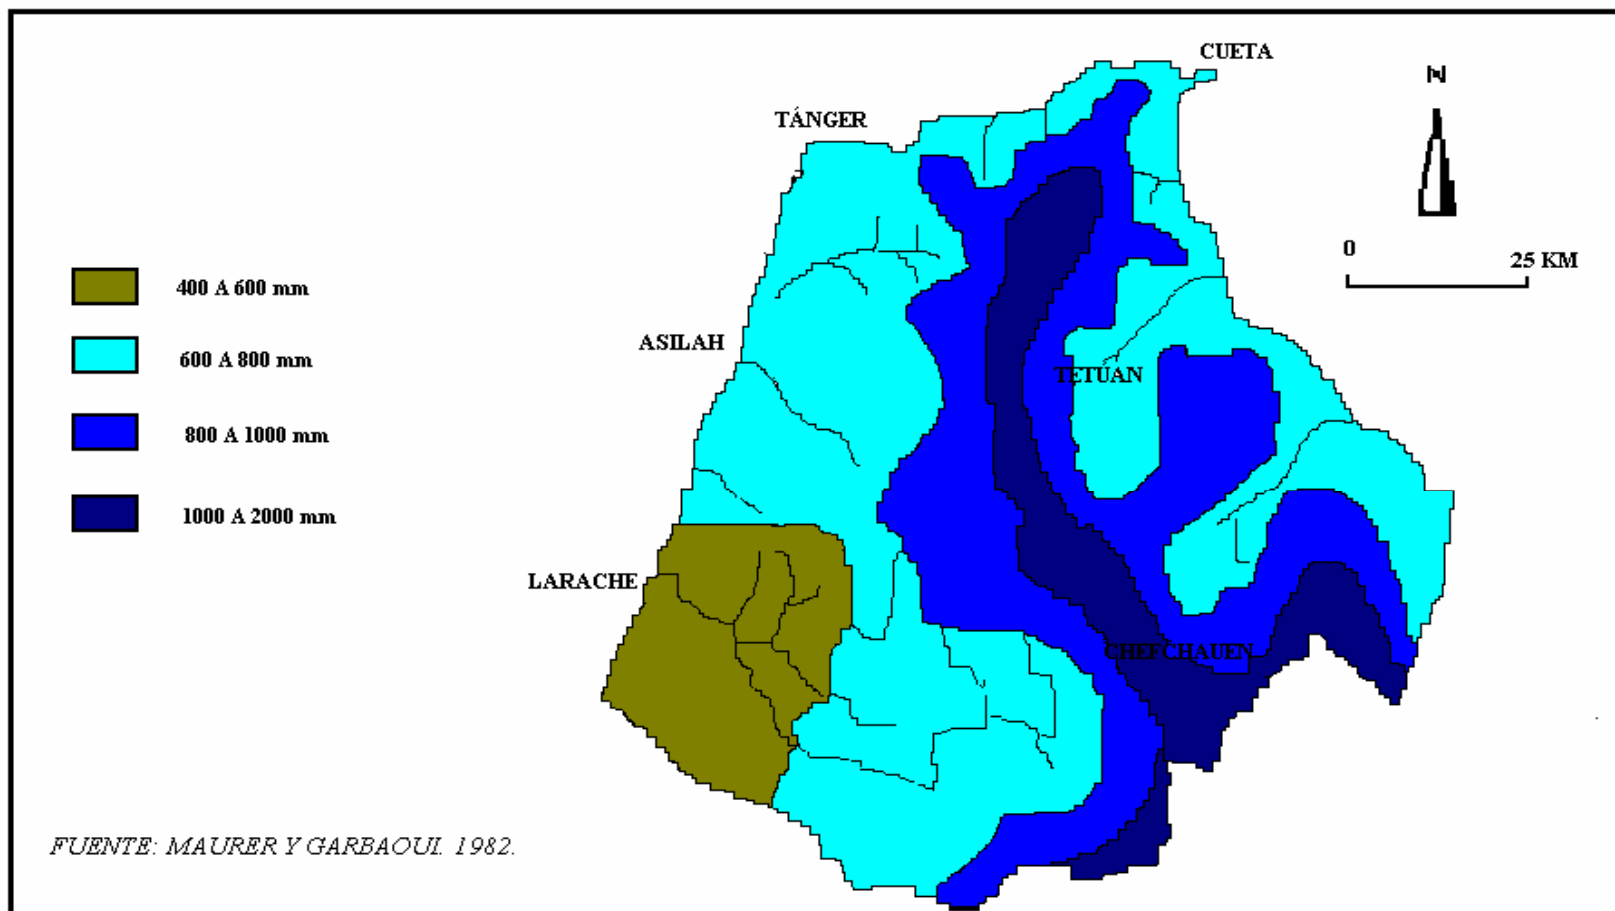 CUETA
N
TÁNGER
0
25 KM
400 A 600 mm
ASILAH
600 A 800 mm
TETUAN
800 A 1000 mm
1000 A 2000 mm
LARACHE
CHEFCHAUEN
FUENTE: MAURER Y GARBAOUI. 1982.